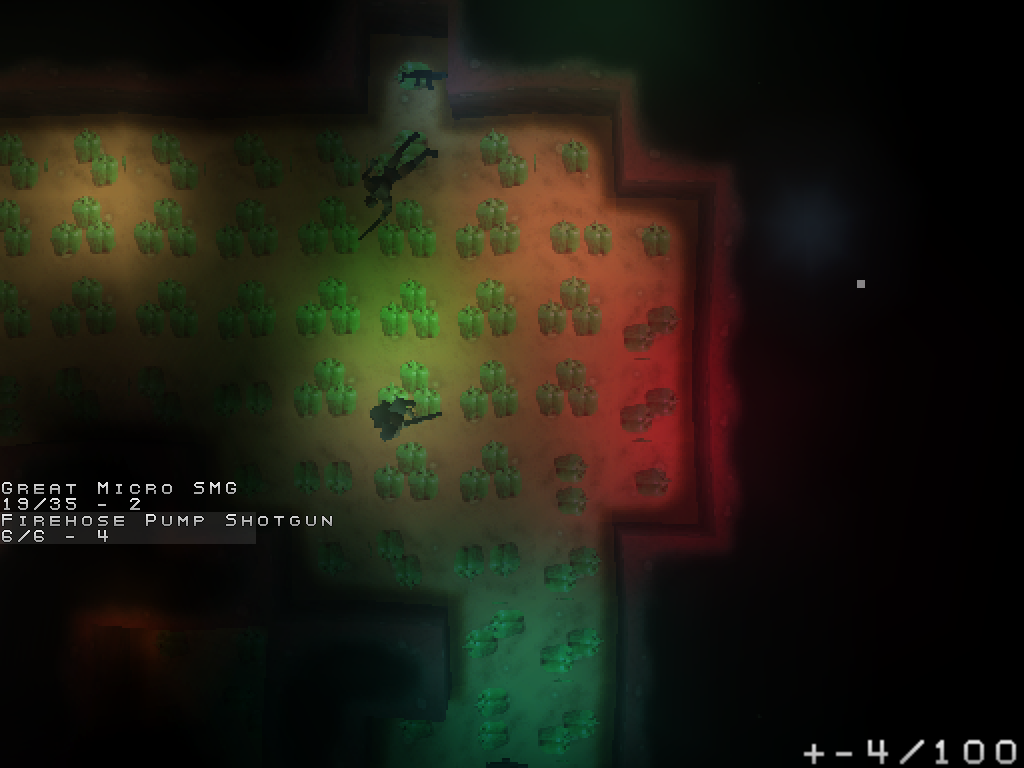 Great Micro SMG
19/35 - 2
Firehose Pump Shotgun
6/6 - 4
+-4/100